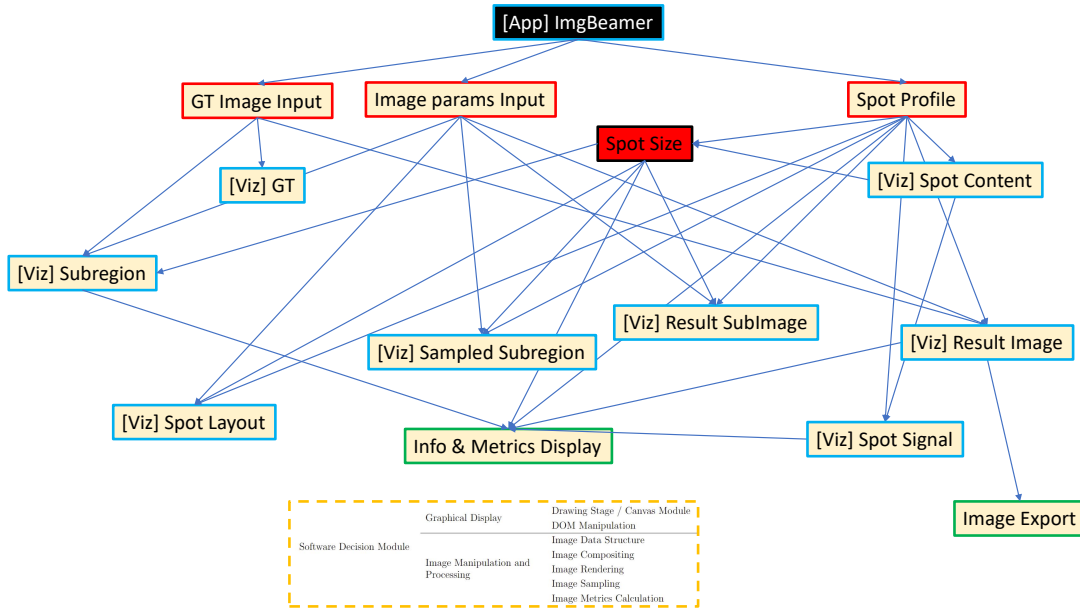 [App] ImgBeamer
GT Image Input
Image params Input
Spot Profile
Spot Size
[Viz] GT
[Viz] Spot Content
[Viz] Subregion
[Viz] Result SubImage
[Viz] Sampled Subregion
[Viz] Result Image
[Viz] Spot Layout
Info & Metrics Display
[Viz] Spot Signal
Image Export
Software Decision Module
Graphical Display
Drawing Stage / Canvas Module
DOM Manipulation
Image Manipulation and
Processing
Image Data Structure
Image Compositing
Image Rendering
Image Sampling
Image Metrics Calculation